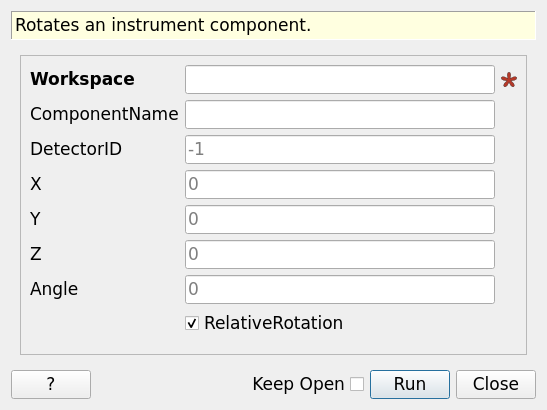 Rotates an instrument component.
Workspace
ComponentName
DetectorID -1
X 0
Y 0
Z 0
Angle 0
RelativeRotation
? Keep Open Run Close